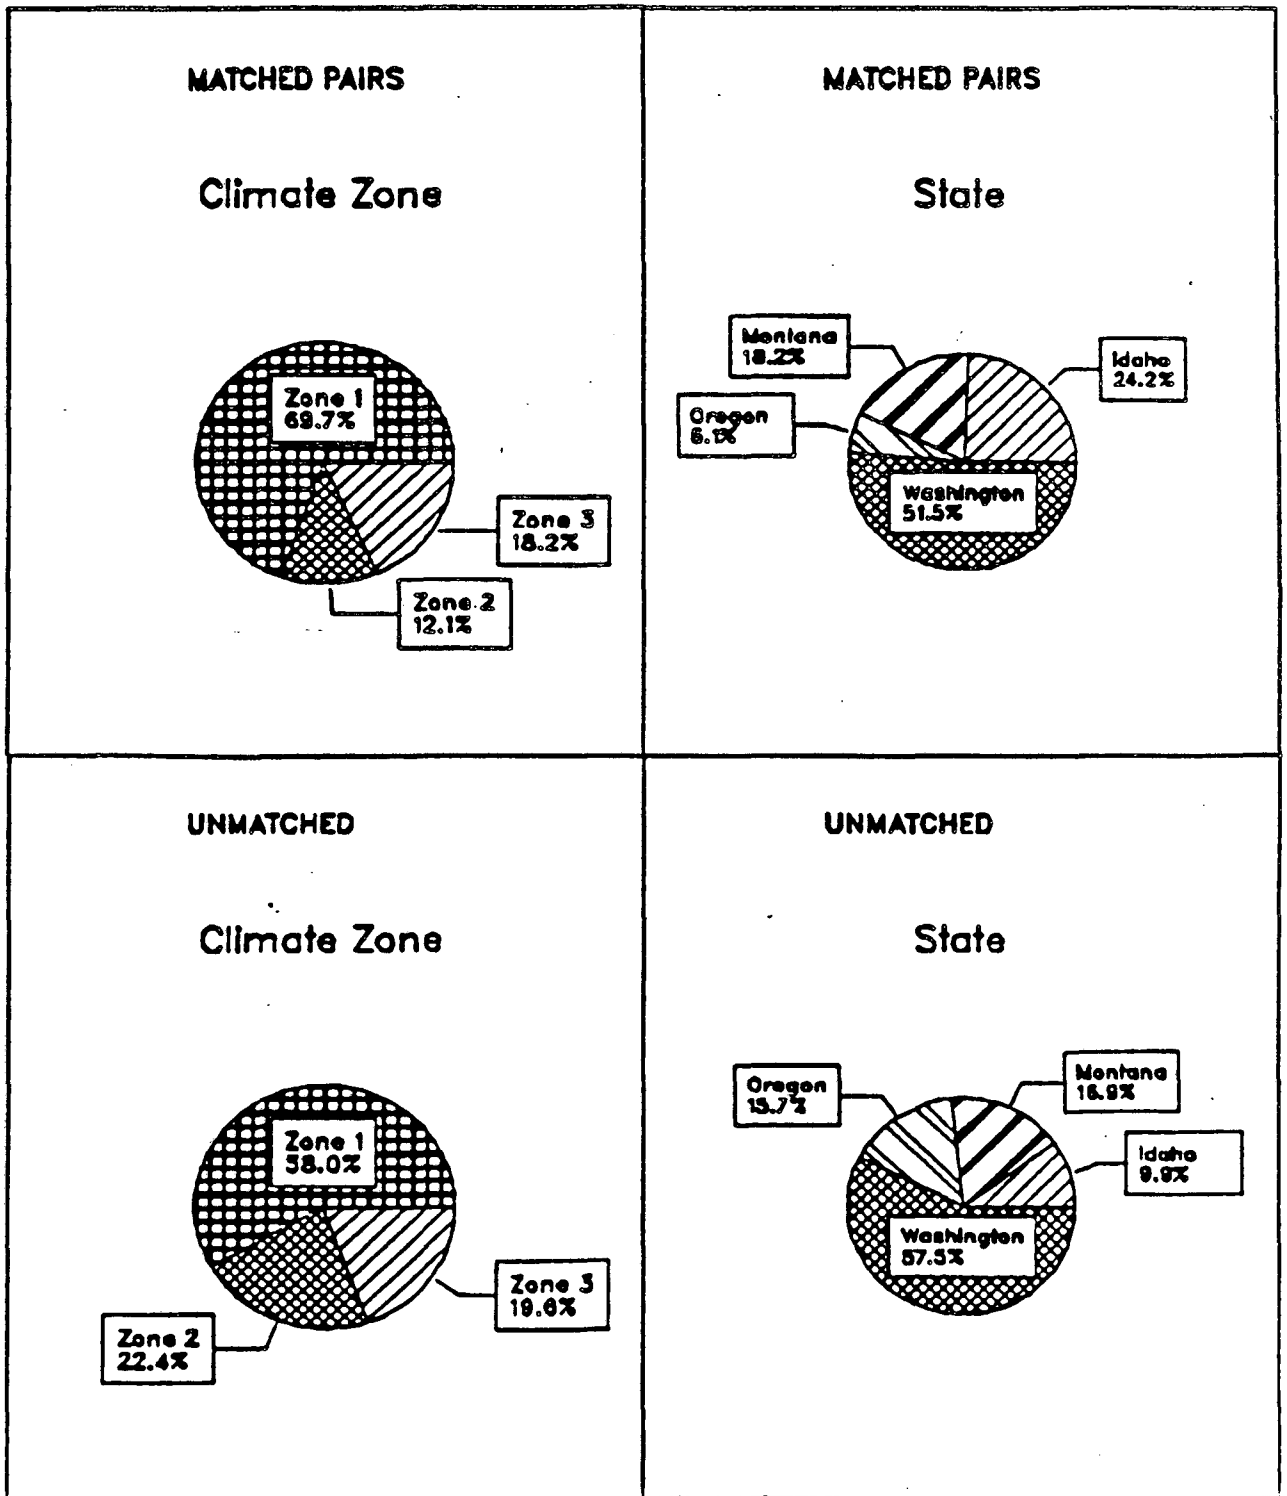 MATCHED PAIRS
Climate Zone
Zone 1
69.7%
Zone 3
18.2%
Zone 2
12.1%
MATCHED PAIRS
State
Montana
18.2%
Idaho
24.2%
Oregon
6.1%
Washington
51.5%
UNMATCHED
Climate Zone
Zone 1
58.0%
Zone 3
19.6%
Zone 2
22.4%
UNMATCHED
State
Oregon
15.7%
Montana
16.9%
Idaho
9.9%
Washington
57.5%